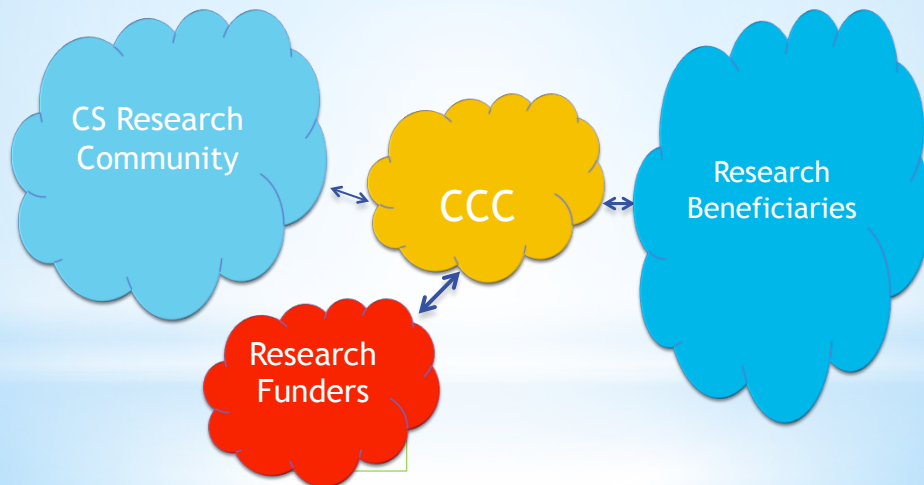 CS Research
Community
CCC
Research
Beneficiaries
Research
Funders